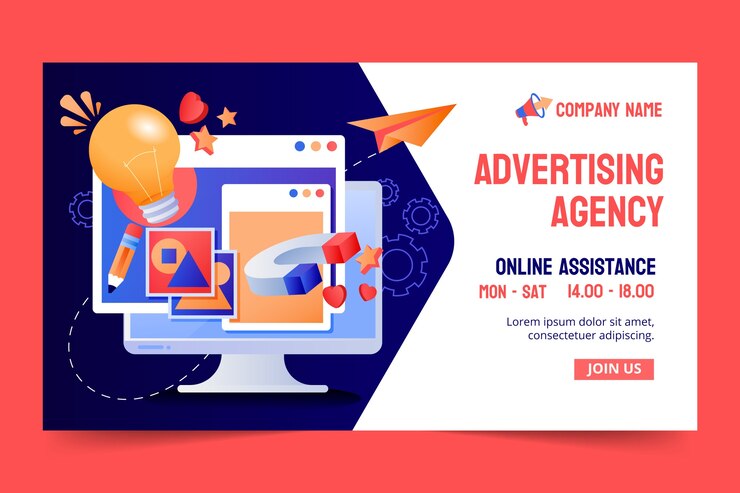 COMPANY NAME
ADVERTISING
AGENCY
ONLINE ASSISTANCE
MON - SAT 14.00 - 18.00
Lorem ipsum dolor sit amet,
consectetuer adipiscing.
JOIN US